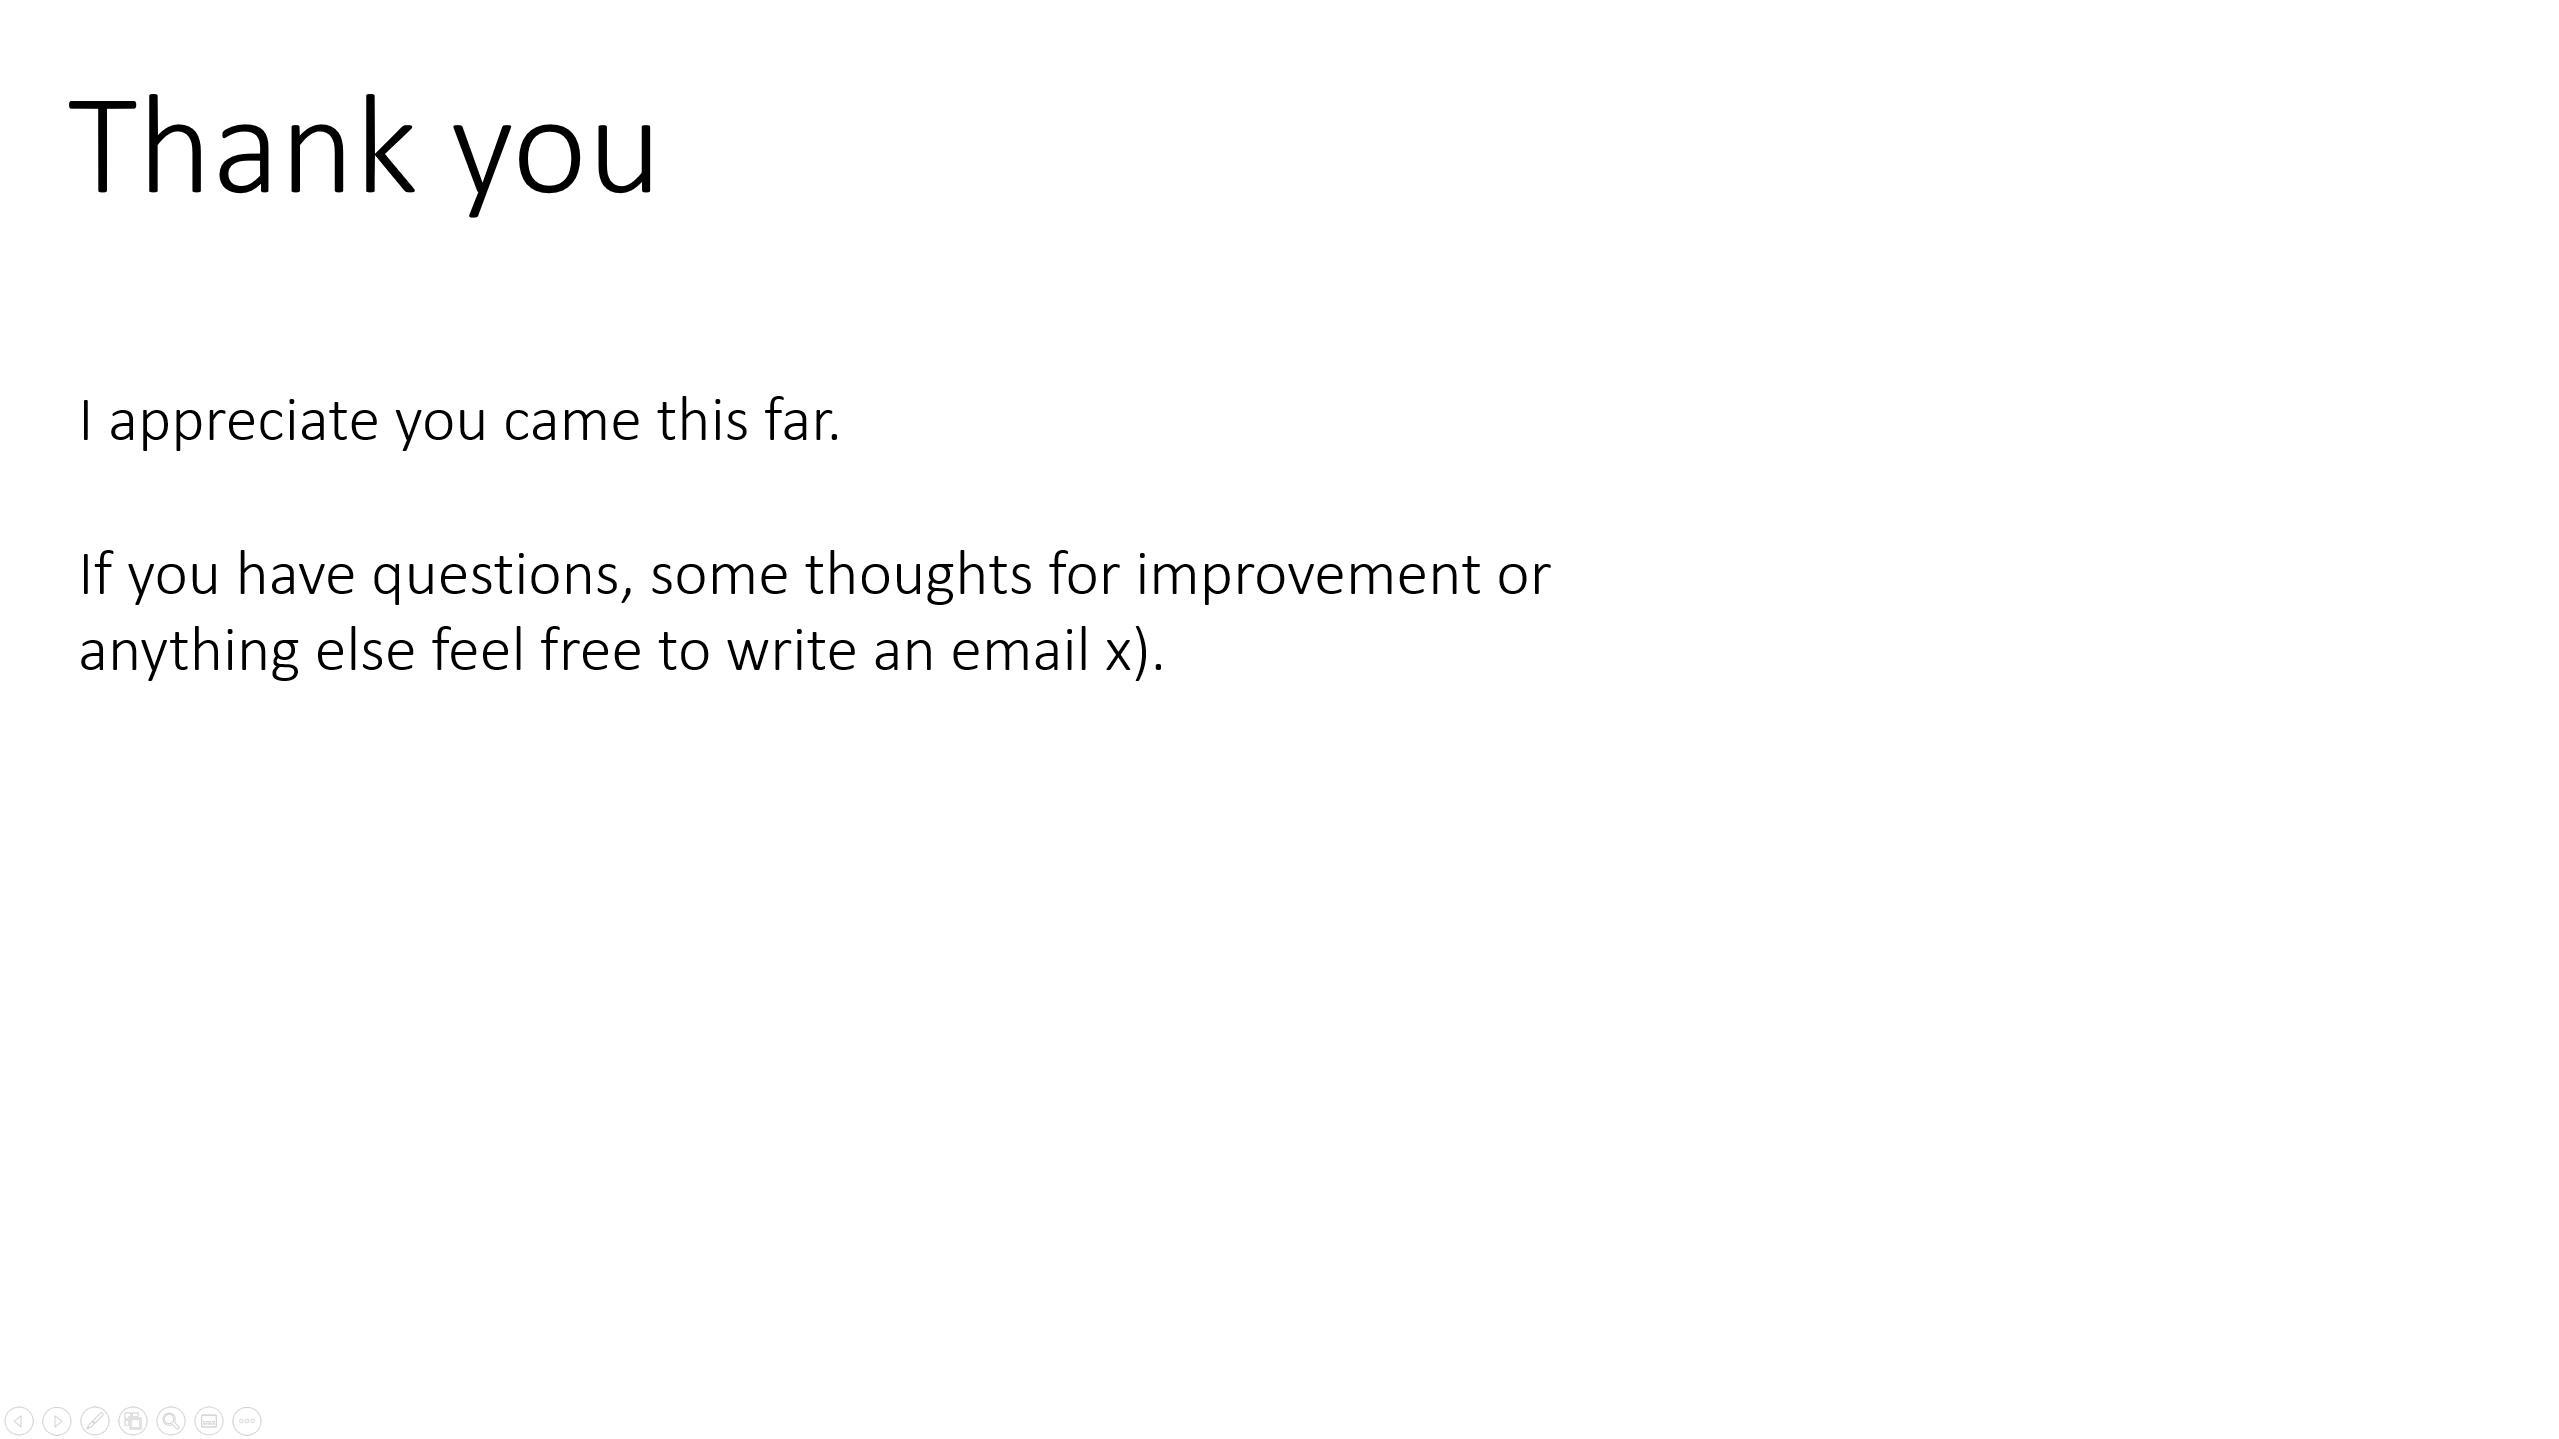 Thank you
I appreciate you came this far.
If you have questions, some thoughts for improvement or
anything else feel free to write an email x).